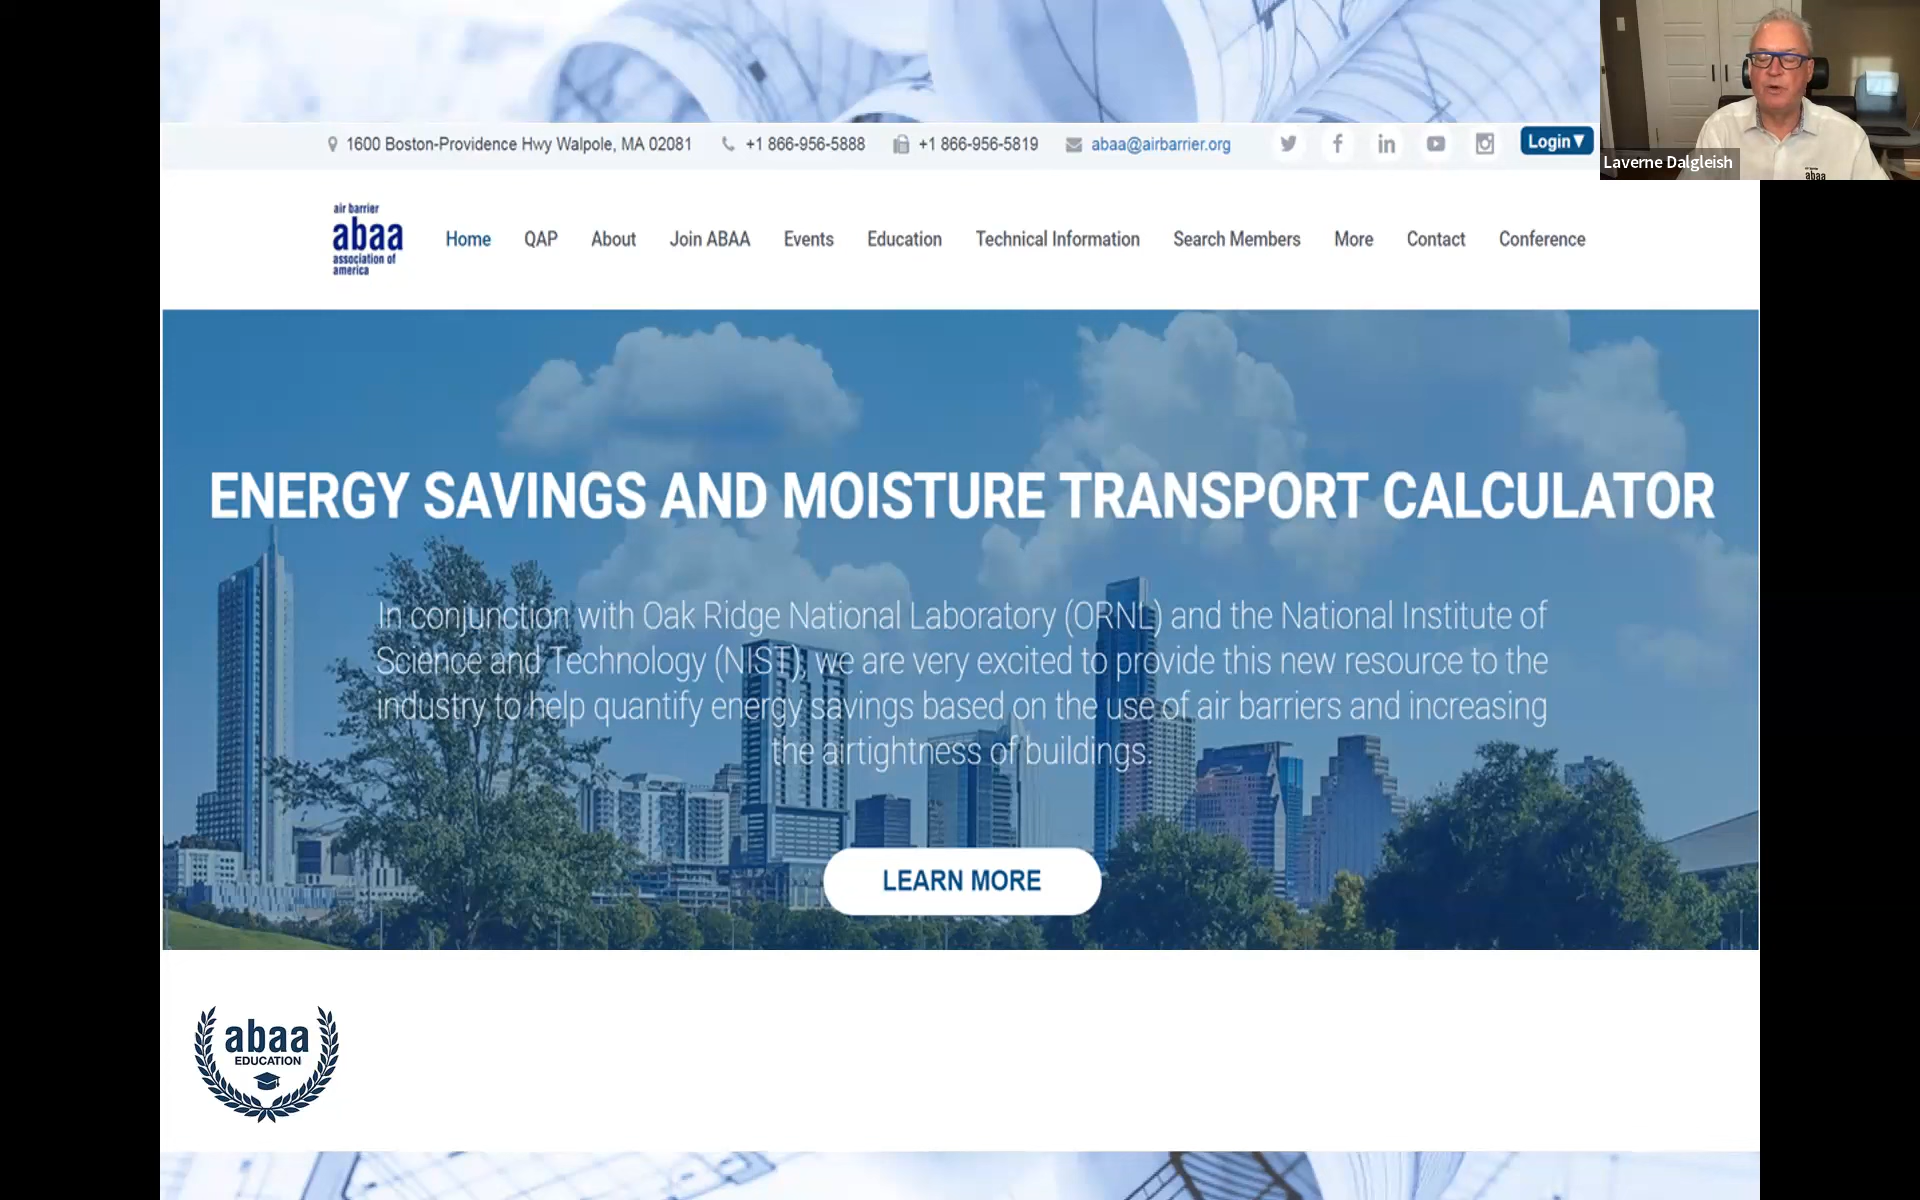 1600 Boston-Providence Hwy Walpole, MA 02081 +1 866-956-5888 +1 866-956-5819 abaa@airbarrier.org Login▼
Laverne Dalgleish
abaa
air barrier
abaa
association of
america
Home QAP About Join ABAA Events Education Technical Information Search Members More Contact Conference
ENERGY SAVINGS AND MOISTURE TRANSPORT CALCULATOR
In conjunction with Oak Ridge National Laboratory (ORNL) and the National Institute of
Science and Technology (NIST), we are very excited to provide this new resource to the
industry to help quantify energy savings based on the use of air barriers and increasing
the airtightness of buildings.
LEARN MORE
abaa
EDUCATION